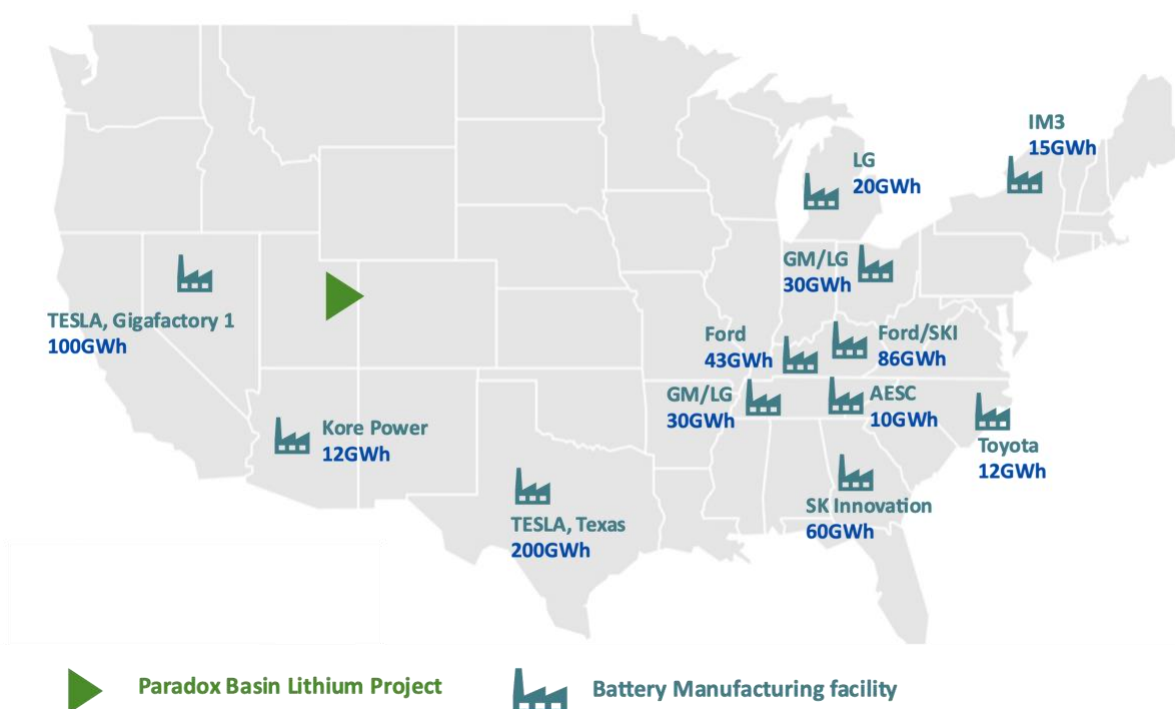 IM3
15GWh
LG
20GWh
GM/LG
30GWh
TESLA, Gigafactory 1
100GWh
Ford
43GWh
Ford/SKI
86GWh
GM/LG
30GWh
AESC
10GWh
Kore Power
12GWh
Toyota
12GWh
SK Innovation
60GWh
TESLA, Texas
200GWh
Paradox Basin Lithium Project
Battery Manufacturing facility